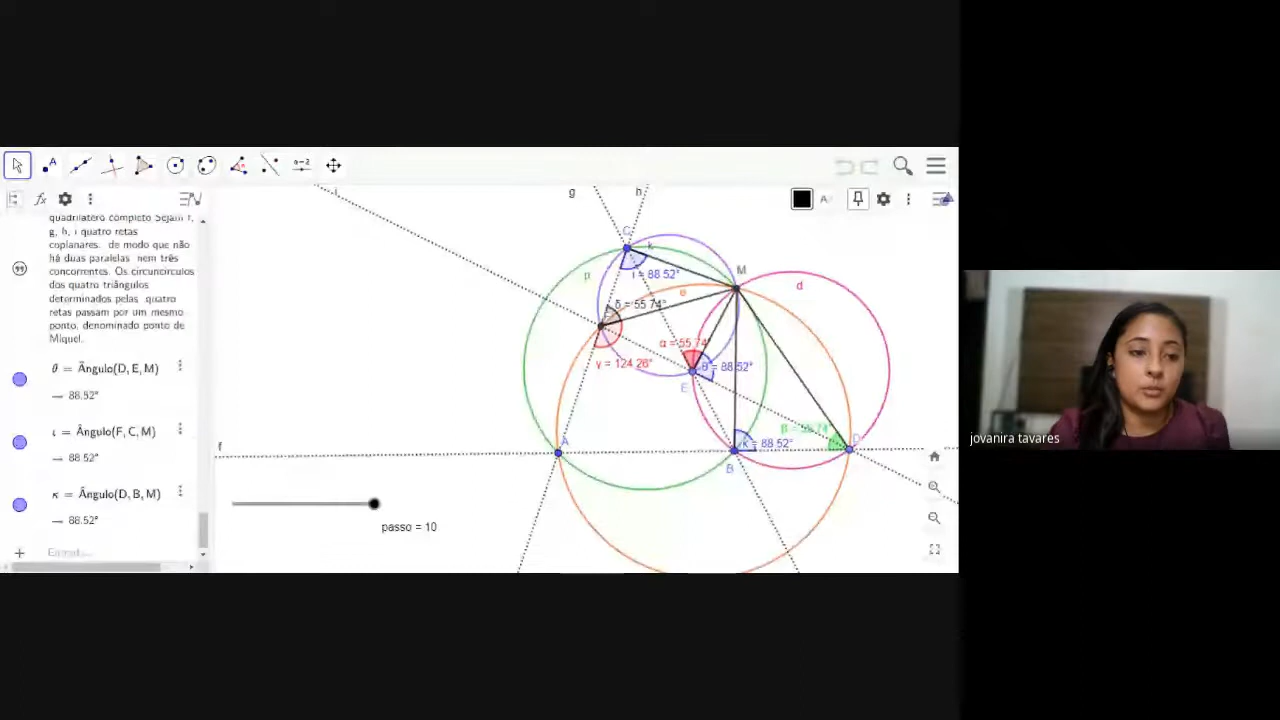 a=2
g h
i
quadrilátero completo Sejam f,
g, h, i quatro retas
coplanares, de modo que não
há duas paralelas nem três
concorrentes. Os circuncírculos
dos quatro triângulos
determinados pelas quatro
retas passam por um mesmo
ponto, denominado ponto de
Miquel.
θ = Ângulo(D, E, M)
→ 88.52°
ι = Ângulo(F, C, M)
→ 88.52°
κ = Ângulo(D, B, M)
→ 88.52°
Entrada...
C
k
p
ι = 88.52°
M
d
e
δ = 55.74°
α = 55.74°
γ = 124.26°
θ = 88.52°
E
f
A
κ = 88.52°
D
B
passo = 10
jovanira tavares